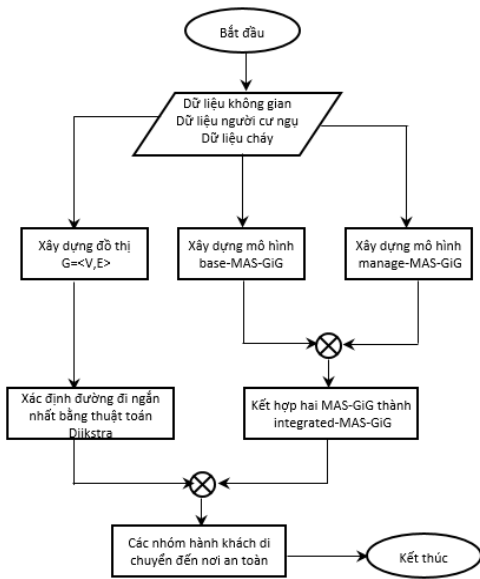 Bắt đầu
Dữ liệu không gian
Dữ liệu người cư ngụ
Dữ liệu cháy
Xây dựng đồ thị
G=<V,E>
Xây dựng mô hình
base-MAS-GiG
Xây dựng mô hình
manage-MAS-GiG
Xác định đường đi ngắn
nhất bằng thuật toán
Dijkstra
Kết hợp hai MAS-GiG thành
integrated-MAS-GiG
Các nhóm hành khách di
chuyển đến nơi an toàn
Kết thúc